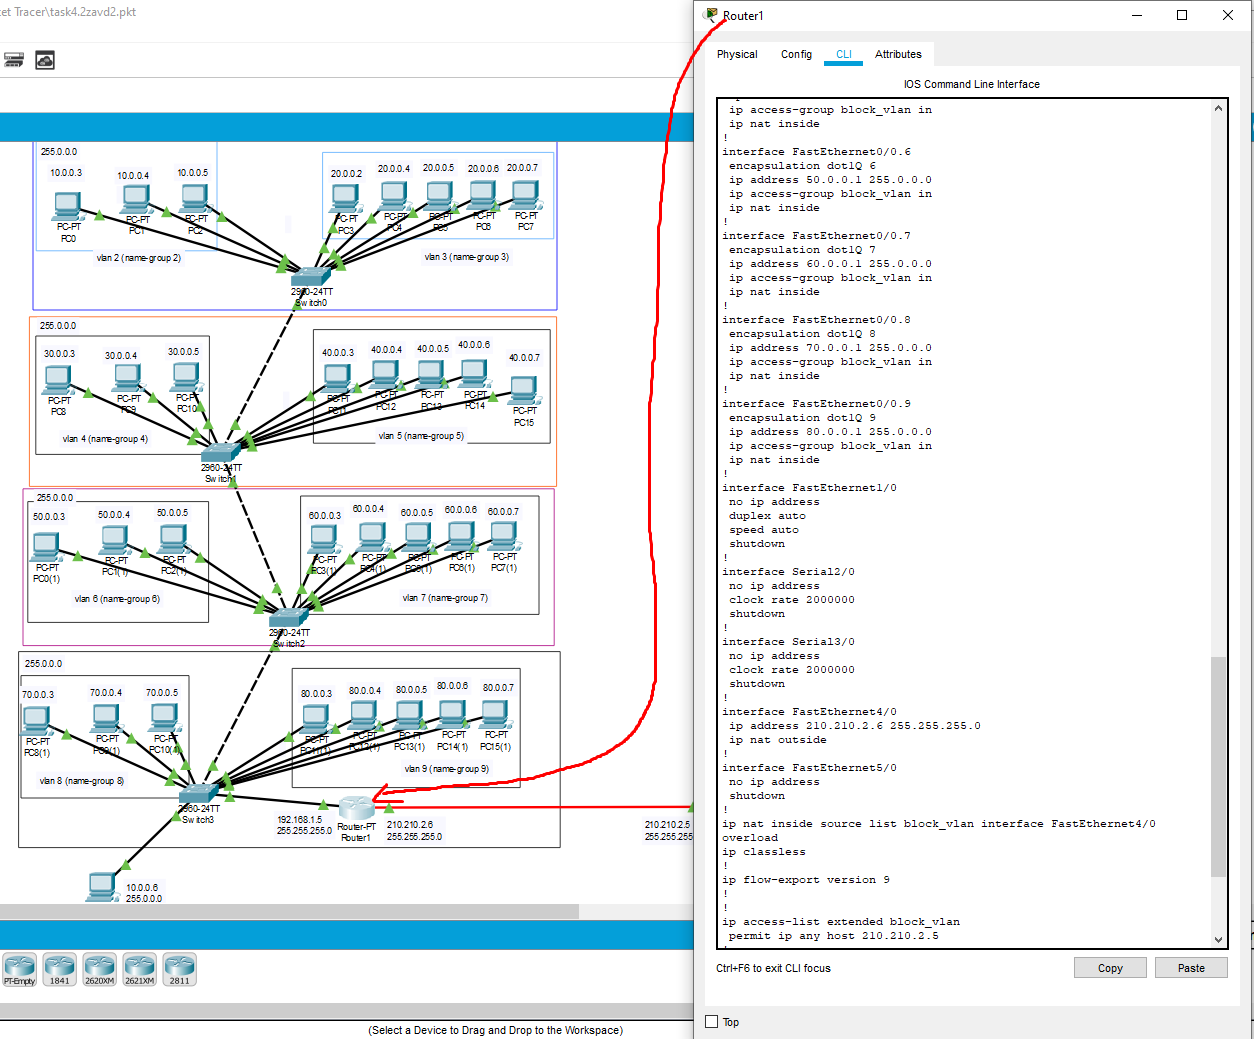 ket Tracer\task4.2zavd2.pkt
255.0.0.0
10.0.0.3
10.0.0.4
10.0.0.5
20.0.0.2
20.0.0.4
20.0.0.5
20.0.0.6
20.0.0.7
PC-PT
PC0
PC-PT
PC1
PC-PT
PC2
PC-PT
PC3
PC-PT
PC4
PC-PT
PC5
PC-PT
PC6
PC-PT
PC7
vlan 2 (name-group 2)
vlan 3 (name-group 3)
2960-24TT
Switch0
255.0.0.0
30.0.0.3
30.0.0.4
30.0.0.5
40.0.0.3
40.0.0.4
40.0.0.5
40.0.0.6
40.0.0.7
PC-PT
PC8
PC-PT
PC9
PC-PT
PC10
PC-PT
PC11
PC-PT
PC12
PC-PT
PC13
PC-PT
PC14
PC-PT
PC15
vlan 4 (name-group 4)
vlan 5 (name-group 5)
2960-24TT
Switch1
255.0.0.0
50.0.0.3
50.0.0.4
50.0.0.5
60.0.0.3
60.0.0.4
60.0.0.5
60.0.0.6
60.0.0.7
PC-PT
PC0(1)
PC-PT
PC1(1)
PC-PT
PC2(1)
PC-PT
PC3(1)
PC-PT
PC4(1)
PC-PT
PC5(1)
PC-PT
PC6(1)
PC-PT
PC7(1)
vlan 6 (name-group 6)
vlan 7 (name-group 7)
2960-24TT
Switch2
255.0.0.0
70.0.0.3
70.0.0.4
70.0.0.5
80.0.0.3
80.0.0.4
80.0.0.5
80.0.0.6
80.0.0.7
PC-PT
PC8(1)
PC-PT
PC9(1)
PC-PT
PC10(1)
PC-PT
PC11(1)
PC-PT
PC12(1)
PC-PT
PC13(1)
PC-PT
PC14(1)
PC-PT
PC15(1)
vlan 8 (name-group 8)
vlan 9 (name-group 9)
2960-24TT
Switch3
192.168.1.5
255.255.255.0
Router-PT
Router1
210.210.2.6
255.255.255.0
210.210.2.5
255.255.255
10.0.0.6
255.0.0.0
PT-Empty
1841
2620XM
2621XM
2811
(Select a Device to Drag and Drop to the Workspace)
Router1
Physical Config CLI Attributes
IOS Command Line Interface
ip access-group block_vlan in
ip nat inside
!
interface FastEthernet0/0.6
encapsulation dot1Q 6
ip address 50.0.0.1 255.0.0.0
ip access-group block_vlan in
ip nat inside
!
interface FastEthernet0/0.7
encapsulation dot1Q 7
ip address 60.0.0.1 255.0.0.0
ip access-group block_vlan in
ip nat inside
!
interface FastEthernet0/0.8
encapsulation dot1Q 8
ip address 70.0.0.1 255.0.0.0
ip access-group block_vlan in
ip nat inside
!
interface FastEthernet0/0.9
encapsulation dot1Q 9
ip address 80.0.0.1 255.0.0.0
ip access-group block_vlan in
ip nat inside
!
interface FastEthernet1/0
no ip address
duplex auto
speed auto
shutdown
!
interface Serial2/0
no ip address
clock rate 2000000
shutdown
!
interface Serial3/0
no ip address
clock rate 2000000
shutdown
!
interface FastEthernet4/0
ip address 210.210.2.6 255.255.255.0
ip nat outside
!
interface FastEthernet5/0
no ip address
shutdown
!
ip nat inside source list block_vlan interface FastEthernet4/0
overload
ip classless
!
ip flow-export version 9
!
!
ip access-list extended block_vlan
permit ip any host 210.210.2.5
Ctrl+F6 to exit CLI focus
Copy
Paste
Top